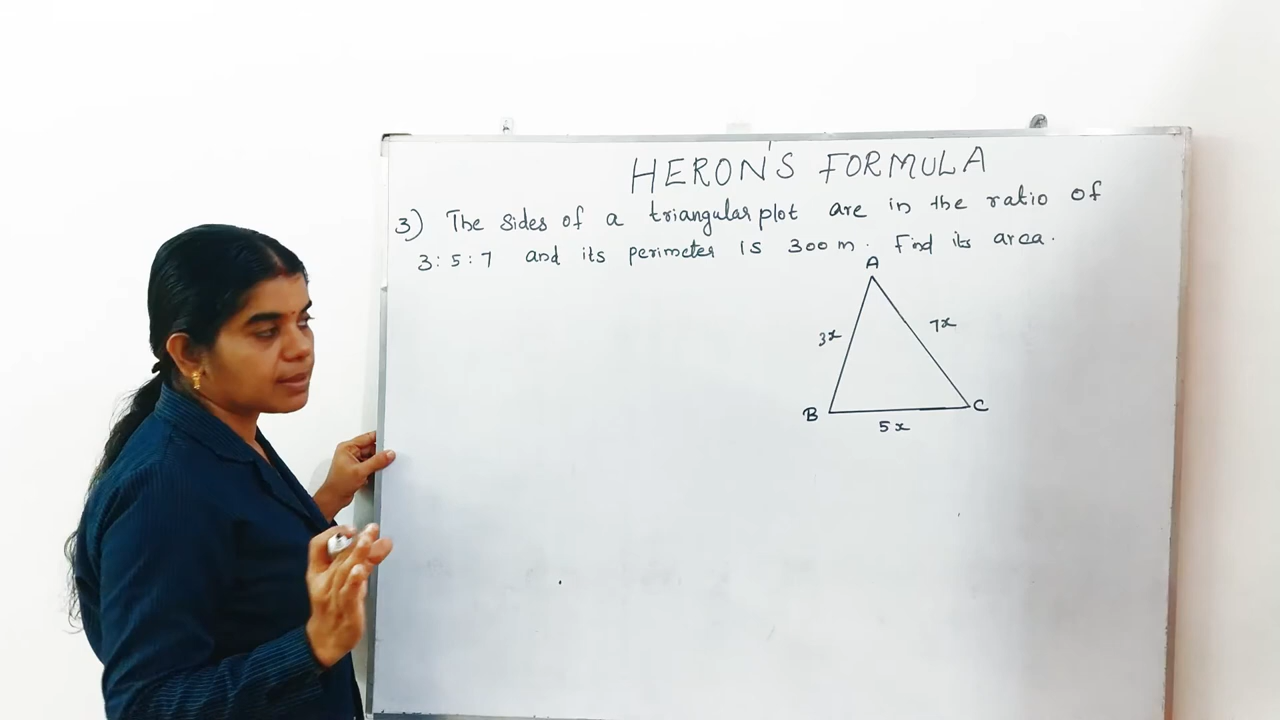 HERON'S FORMULA
3) The sides of a triangular plot are in the ratio of
3 : 5 : 7 and its perimeter is 300 m. Find its area.
A
3x
7x
B
C
5x